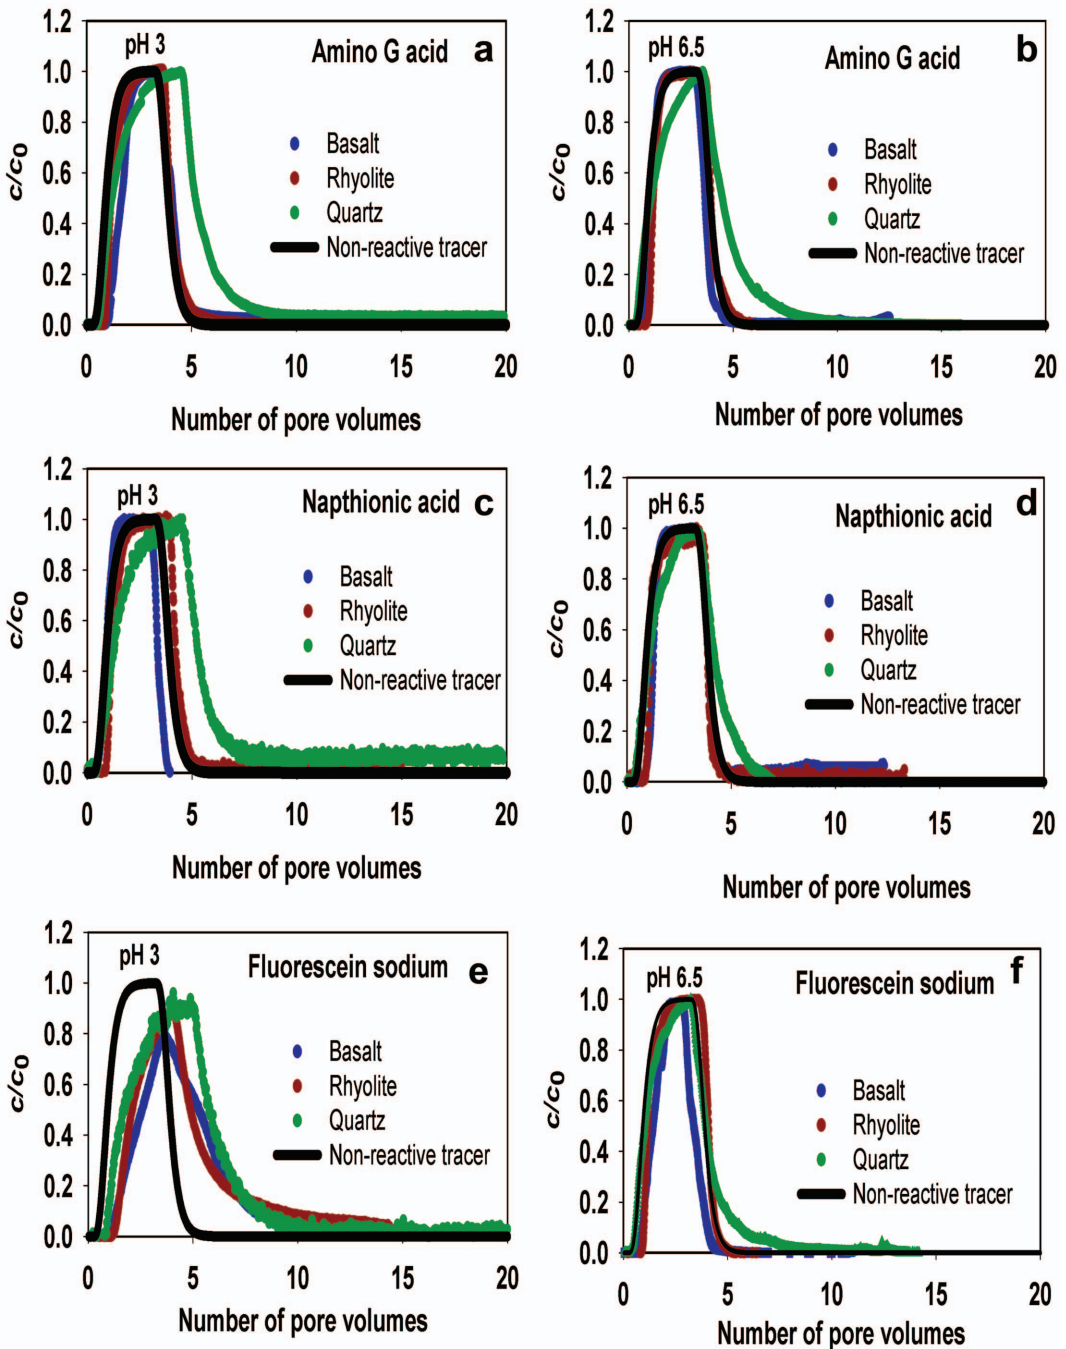 1.2
1.0
0.8
0.6
0.4
0.2
0.0
c/c0
pH 3
Amino G acid
a
Basalt
Rhyolite
Quartz
Non-reactive tracer
0 5 10 15 20
Number of pore volumes
1.2
1.0
0.8
0.6
0.4
0.2
0.0
c/c0
pH 6.5
Amino G acid
b
Basalt
Rhyolite
Quartz
Non-reactive tracer
0 5 10 15 20
Number of pore volumes
1.2
1.0
0.8
0.6
0.4
0.2
0.0
c/c0
pH 3
Napthionic acid
c
Basalt
Rhyolite
Quartz
Non-reactive tracer
0 5 10 15 20
Number of pore volumes
1.2
1.0
0.8
0.6
0.4
0.2
0.0
c/c0
pH 6.5
Napthionic acid
d
Basalt
Rhyolite
Quartz
Non-reactive tracer
0 5 10 15 20
Number of pore volumes
1.2
1.0
0.8
0.6
0.4
0.2
0.0
c/c0
pH 3
Fluorescein sodium
e
Basalt
Rhyolite
Quartz
Non-reactive tracer
0 5 10 15 20
Number of pore volumes
1.2
1.0
0.8
0.6
0.4
0.2
0.0
c/c0
pH 6.5
Fluorescein sodium
f
Basalt
Rhyolite
Quartz
Non-reactive tracer
0 5 10 15 20
Number of pore volumes